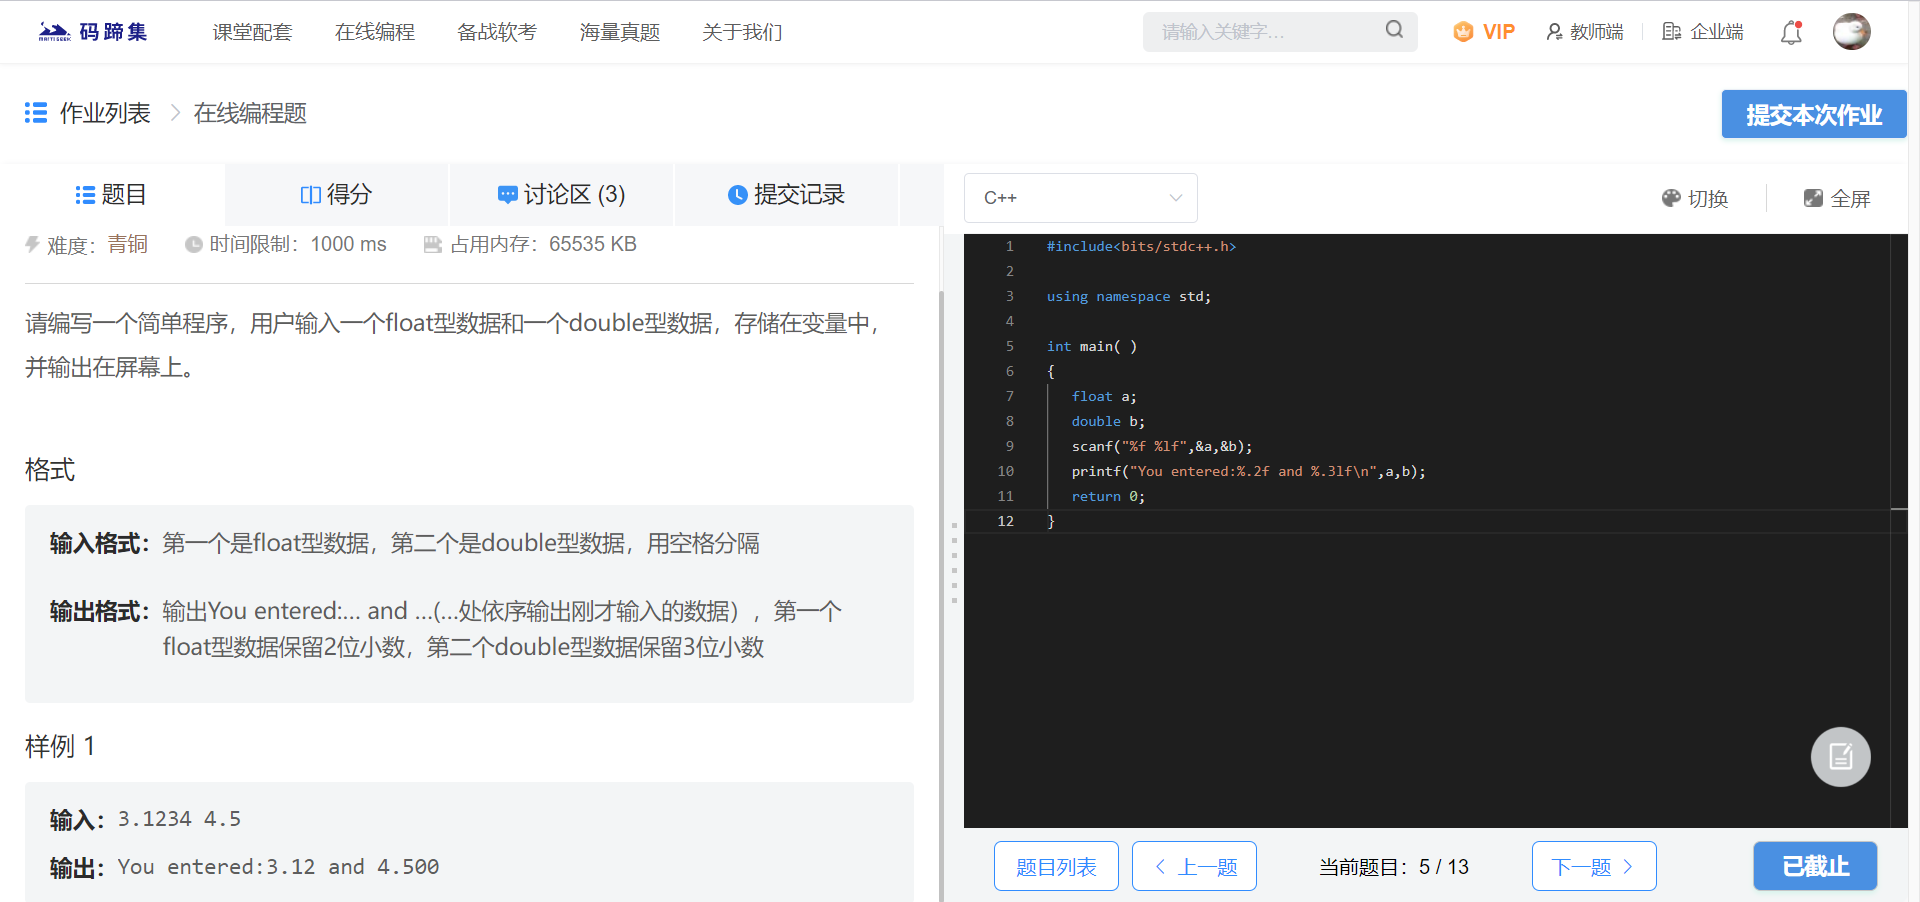 码蹄集
MAITI GEEK
课堂配套 在线编程 备战软考 海量真题 关于我们
请输入关键字...
VIP 教师端 企业端
作业列表 > 在线编程题
提交本次作业
题目 得分 讨论区 (3) 提交记录
难度：青铜 时间限制：1000 ms 占用内存：65535 KB
请编写一个简单程序，用户输入一个float型数据和一个double型数据，存储在变量中，
并输出在屏幕上。
格式
输入格式：第一个是float型数据，第二个是double型数据，用空格分隔
输出格式：输出You entered:... and ...(...处依序输出刚才输入的数据），第一个
float型数据保留2位小数，第二个double型数据保留3位小数
样例 1
输入：3.1234 4.5
输出：You entered:3.12 and 4.500
C++
切换 全屏
1 #include<bits/stdc++.h>
2
3 using namespace std;
4
5 int main( )
6 {
7 float a;
8 double b;
9 scanf("%f %lf",&a,&b);
10 printf("You entered:%.2f and %.3lf\n",a,b);
11 return 0;
12 }
题目列表 < 上一题 当前题目：5 / 13 下一题 > 已截止